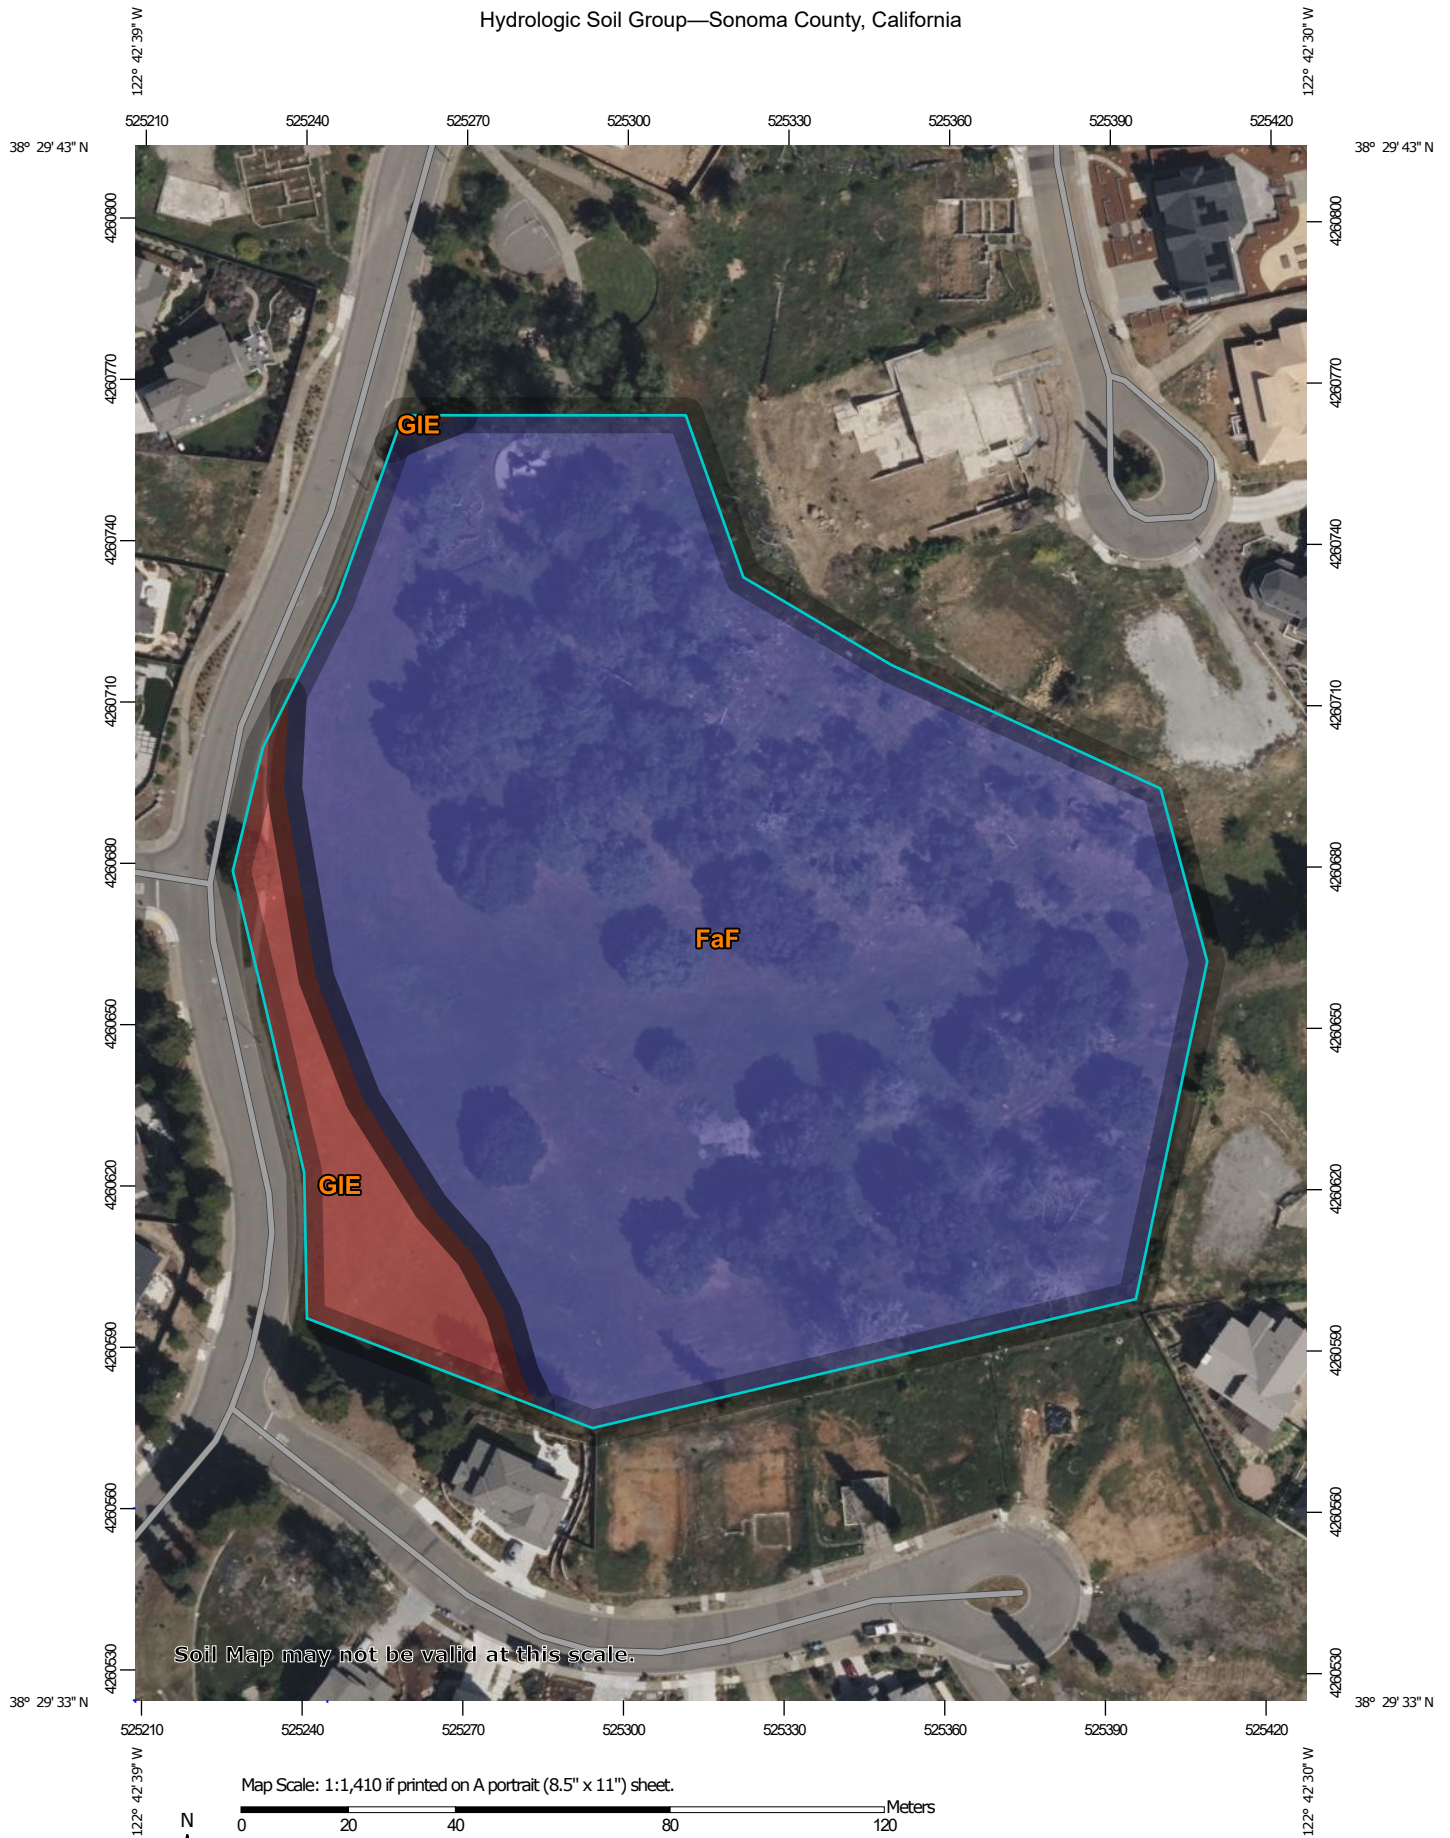 Hydrologic Soil Group—Sonoma County, California
122° 42' 39" W
122° 42' 30" W
525210 525240 525270 525300 525330 525360 525390 525420
38° 29' 43" N
38° 29' 43" N
4260800
4260800
4260770
4260770
GIE
4260740
4260740
4260710
4260710
4260680
4260680
FaF
4260650
4260650
GIE
4260620
4260620
4260590
4260590
4260560
4260560
Soil Map may not be valid at this scale.
4260530
4260530
38° 29' 33" N
38° 29' 33" N
525210 525240 525270 525300 525330 525360 525390 525420
122° 42' 39" W
122° 42' 30" W
Map Scale: 1:1,410 if printed on A portrait (8.5" x 11") sheet.
Meters
N
0 20 40 80 120